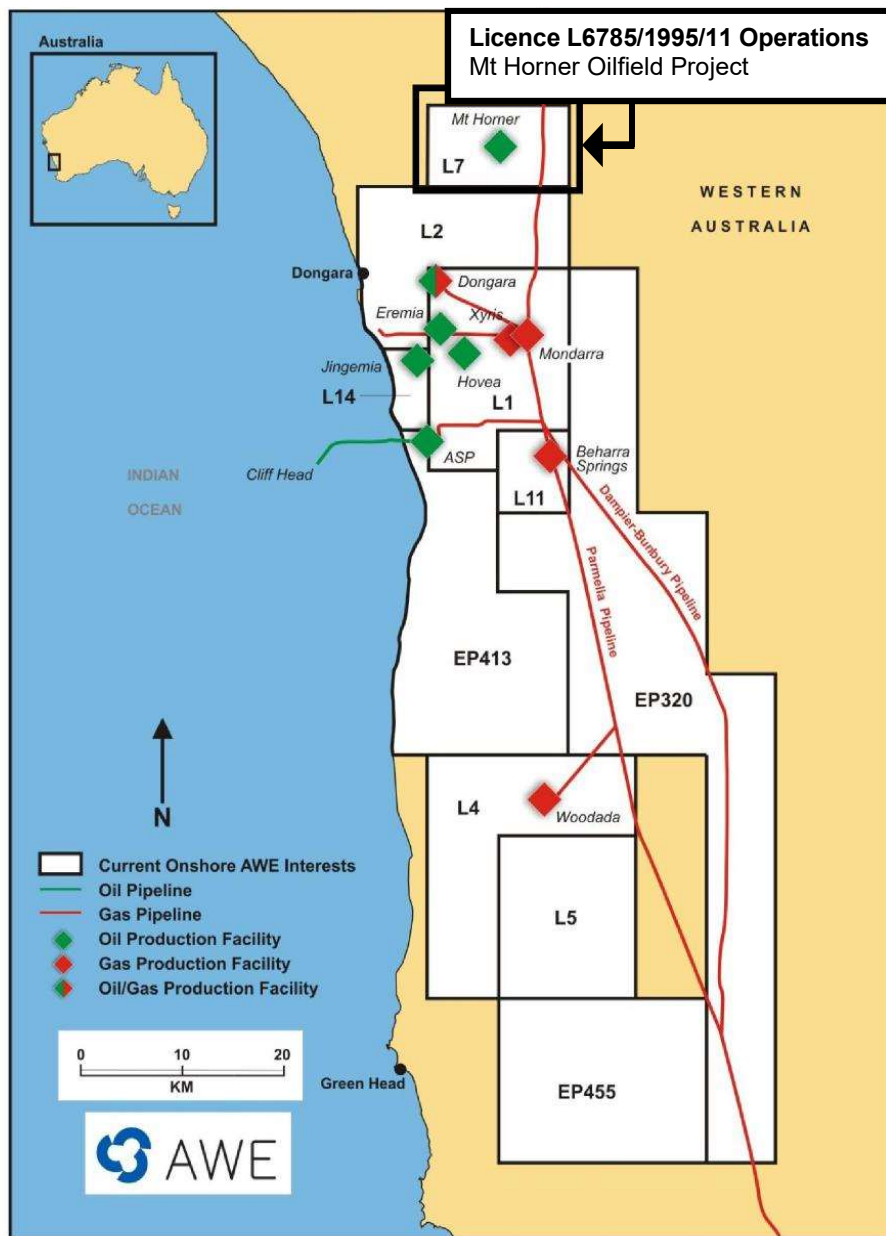 Licence L6785/1995/11 Operations
Mt Horner Oilfield Project
Australia
Mt Horner
L7
WESTERN
AUSTRALIA
L2
Dongara
Dongara
Eremia
Xyris
Mondarra
Jingemia
Hovea
L14
L1
Cliff Head
ASP
Beharra
Springs
L11
INDIAN
OCEAN
Dampier-Bunbury Pipeline
Parmelia Pipeline
EP413
EP320
N
L4
Woodada
L5
Current Onshore AWE Interests
Oil Pipeline
Gas Pipeline
Oil Production Facility
Gas Production Facility
Oil/Gas Production Facility
0 10 20
KM
Green Head
EP455
AWE